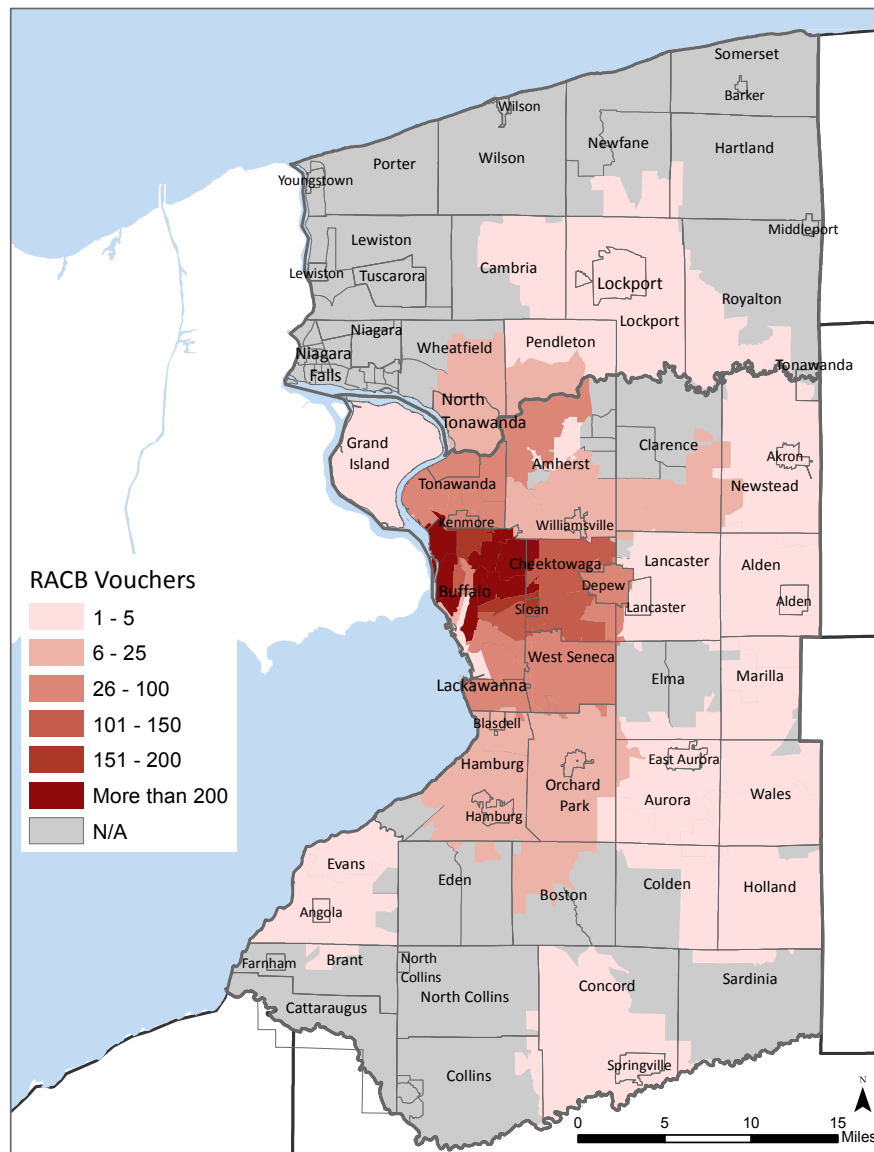 Somerset
Barker
Wilson
Newfane
Hartland
Porter
Wilson
Youngstown
Middleport
Lewiston
Cambria
Lewiston
Tuscarora
Lockport
Royalton
Lockport
Niagara
Wheatfield
Pendleton
Niagara
Falls
Tonawanda
North
Tonawanda
Grand
Island
Clarence
Akron
Amherst
Tonawanda
Newstead
Kenmore
Williamsville
Cheektowaga
Lancaster
Alden
Depew
Buffalo
Sloan
Lancaster
Alden
RACB Vouchers
1 - 5
6 - 25
26 - 100
101 - 150
151 - 200
More than 200
N/A
West Seneca
Elma
Marilla
Lackawanna
Blasdell
Hamburg
East Aurora
Orchard
Park
Aurora
Wales
Hamburg
Evans
Eden
Boston
Colden
Holland
Angola
Farnham
Brant
North
Collins
North Collins
Concord
Sardinia
Cattaraugus
Collins
Springville
N
0 5 10 15
Miles